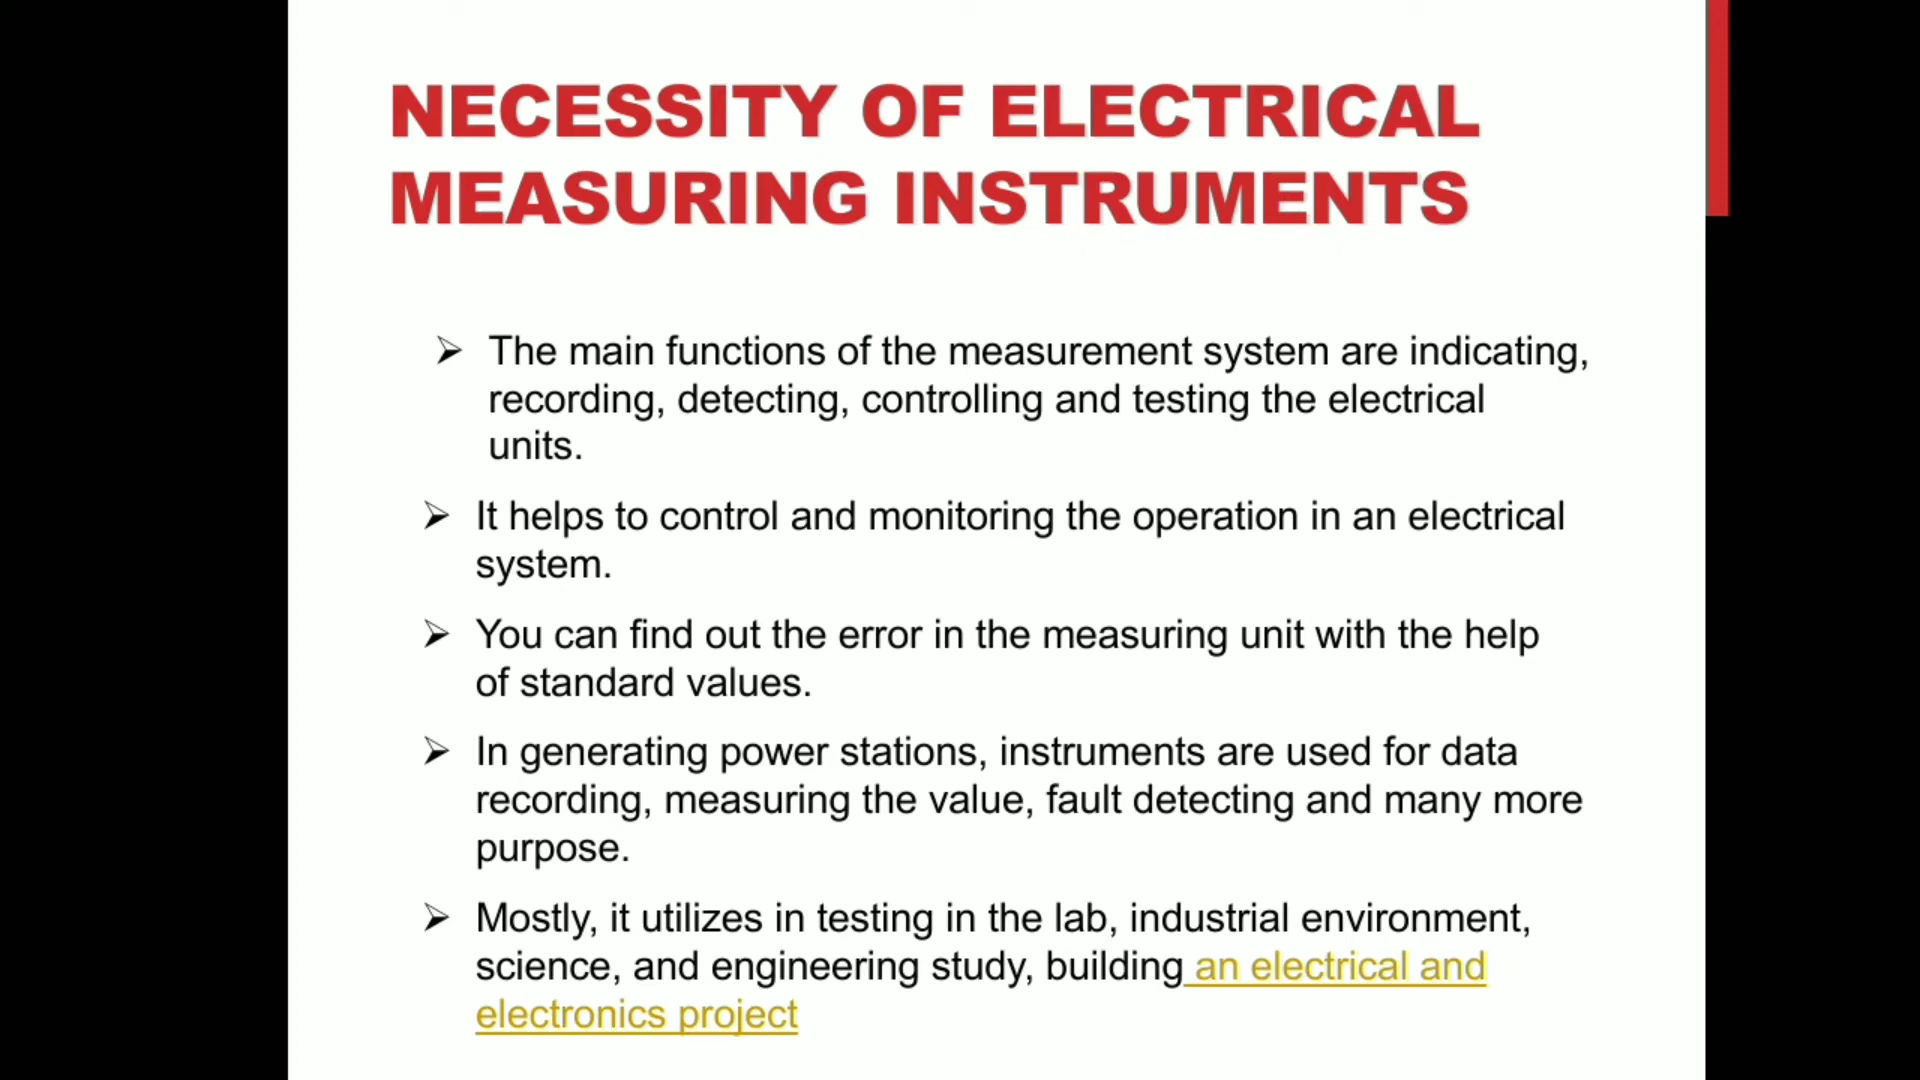 NECESSITY OF ELECTRICAL
MEASURING INSTRUMENTS
➢ The main functions of the measurement system are indicating,
recording, detecting, controlling and testing the electrical
units.
➢ It helps to control and monitoring the operation in an electrical
system.
➢ You can find out the error in the measuring unit with the help
of standard values.
➢ In generating power stations, instruments are used for data
recording, measuring the value, fault detecting and many more
purpose.
➢ Mostly, it utilizes in testing in the lab, industrial environment,
science, and engineering study, building an electrical and
electronics project